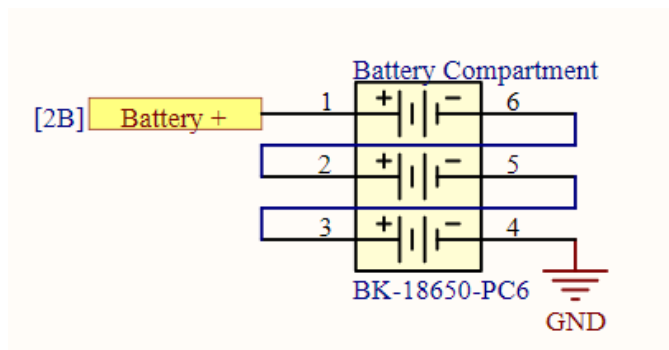 Battery Compartment
[2B] Battery + 1 + - 6
2 + - 5
3 + - 4
BK-18650-PC6
GND